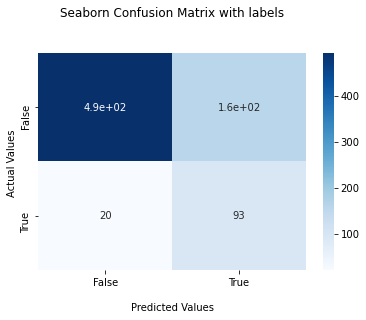 Seaborn Confusion Matrix with labels
Actual Values
False
4.9e+02
1.6e+02
True
20
93
False
True
Predicted Values
400
300
200
100